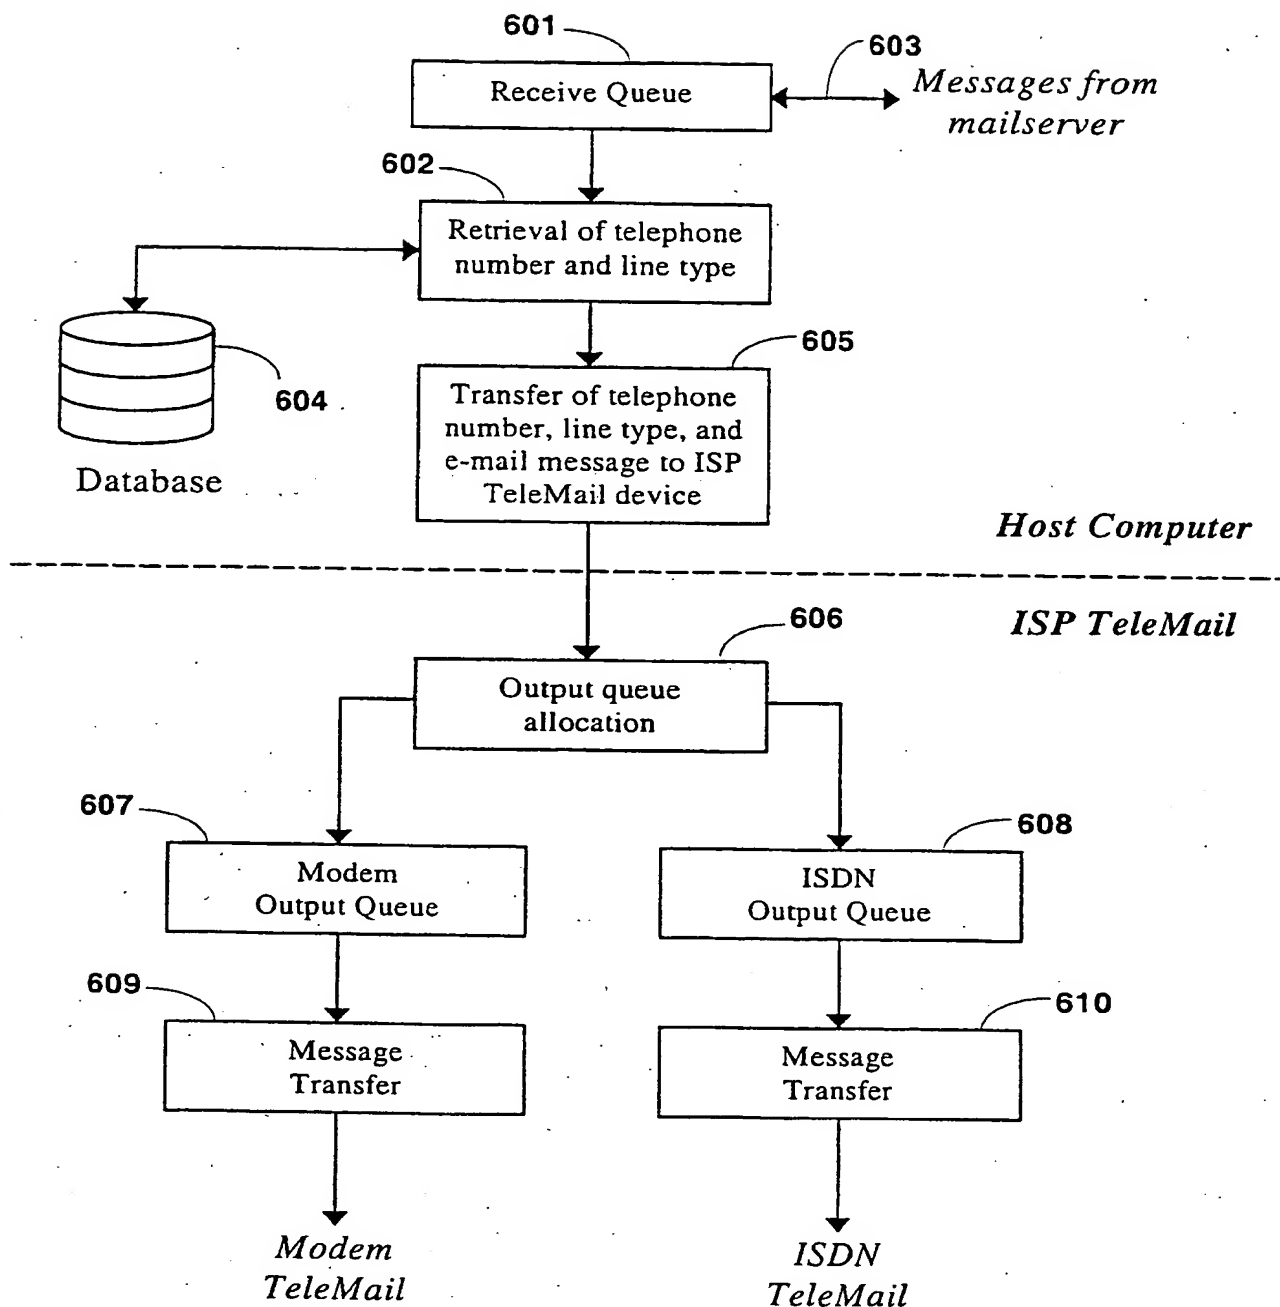 601
603
Receive Queue
Messages from
mailserver
602
Retrieval of telephone
number and line type
605
604
Transfer of telephone
number, line type, and
e-mail message to ISP
TeleMail device
Database
Host Computer
ISP TeleMail
606
Output queue
allocation
607
608
Modem
Output Queue
ISDN
Output Queue
609
610
Message
Transfer
Message
Transfer
Modem
TeleMail
ISDN
TeleMail